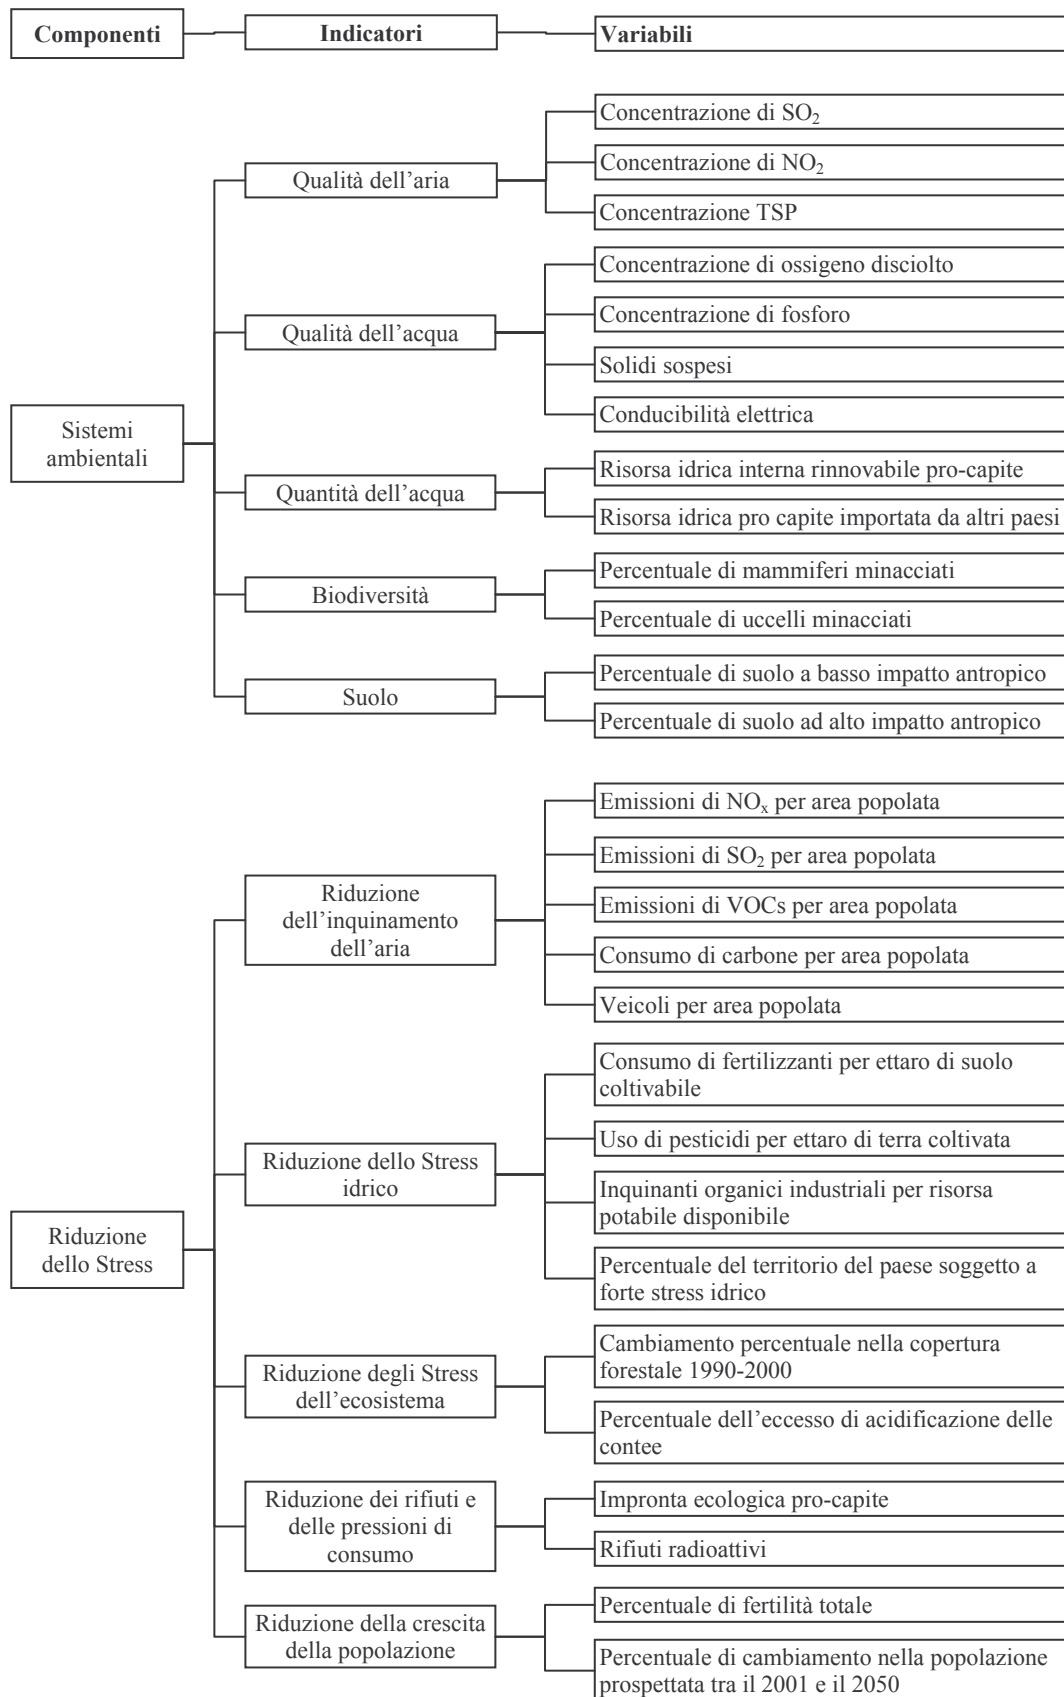 Componenti
Indicatori
Variabili
Sistemi
ambientali
Qualità dell'aria
Concentrazione di SO₂
Concentrazione di NO₂
Concentrazione TSP
Qualità dell'acqua
Concentrazione di ossigeno disciolto
Concentrazione di fosforo
Solidi sospesi
Conducibilità elettrica
Quantità dell'acqua
Risorsa idrica interna rinnovabile pro-capite
Risorsa idrica pro capite importata da altri paesi
Biodiversità
Percentuale di mammiferi minacciati
Percentuale di uccelli minacciati
Suolo
Percentuale di suolo a basso impatto antropico
Percentuale di suolo ad alto impatto antropico
Riduzione
dello Stress
Riduzione
dell'inquinamento
dell'aria
Emissioni di NOₓ per area popolata
Emissioni di SO₂ per area popolata
Emissioni di VOCs per area popolata
Consumo di carbone per area popolata
Veicoli per area popolata
Riduzione dello Stress
idrico
Consumo di fertilizzanti per ettaro di suolo
coltivabile
Uso di pesticidi per ettaro di terra coltivata
Inquinanti organici industriali per risorsa
potabile disponibile
Percentuale del territorio del paese soggetto a
forte stress idrico
Riduzione degli Stress
dell'ecosistema
Cambiamento percentuale nella copertura
forestale 1990-2000
Percentuale dell'eccesso di acidificazione delle
contee
Riduzione dei rifiuti e
delle pressioni di
consumo
Impronta ecologica pro-capite
Rifiuti radioattivi
Riduzione della crescita
della popolazione
Percentuale di fertilità totale
Percentuale di cambiamento nella popolazione
prospettata tra il 2001 e il 2050